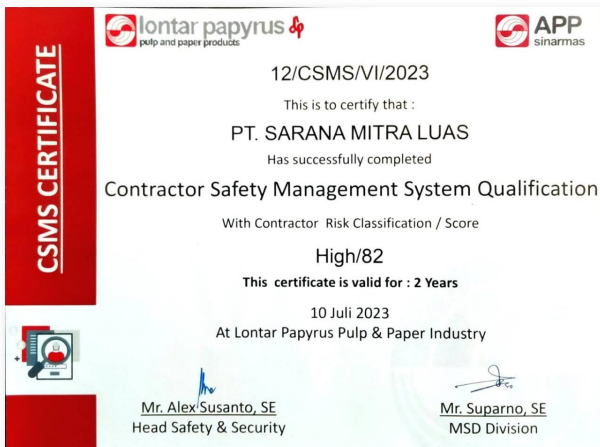 CSMS CERTIFICATE
lontar papyrus
pulp and paper products
APP
sinarmas
12/CSMS/VI/2023
This is to certify that :
PT. SARANA MITRA LUAS
Has successfully completed
Contractor Safety Management System Qualification
With Contractor Risk Classification / Score
High/82
This certificate is valid for : 2 Years
10 Juli 2023
At Lontar Papyrus Pulp & Paper Industry
Mr. Alex Susanto, SE
Head Safety & Security
Mr. Suparno, SE
MSD Division